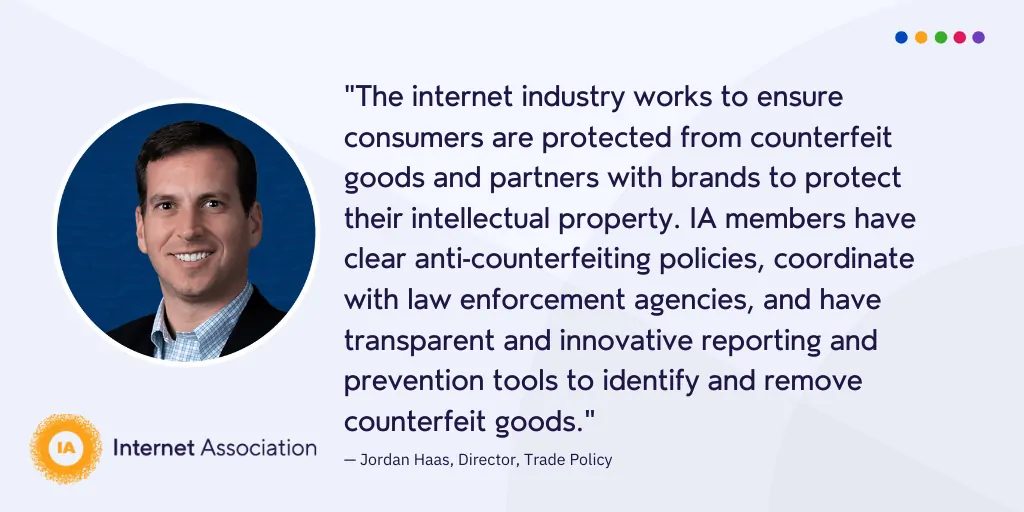 "The internet industry works to ensure
consumers are protected from counterfeit
goods and partners with brands to protect
their intellectual property. IA members have
clear anti-counterfeiting policies, coordinate
with law enforcement agencies, and have
transparent and innovative reporting and
prevention tools to identify and remove
counterfeit goods."
— Jordan Haas, Director, Trade Policy
IA Internet Association